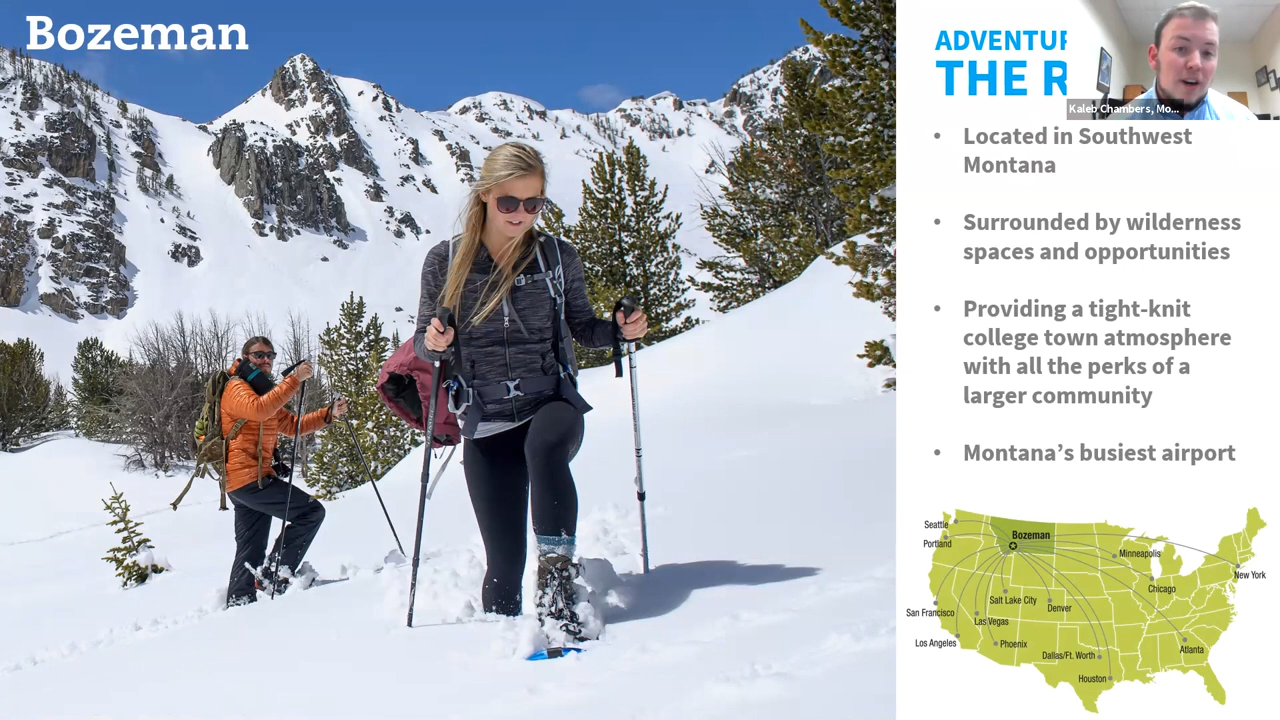 Bozeman
ADVENTUR
THE R
Kaleb Chambers, Mo...
• Located in Southwest
Montana
• Surrounded by wilderness
spaces and opportunities
• Providing a tight-knit
college town atmosphere
with all the perks of a
larger community
• Montana’s busiest airport
Seattle
Portland
Bozeman
Minneapolis
New York
Chicago
Salt Lake City
Denver
San Francisco
Las Vegas
Los Angeles
Phoenix
Dallas/Ft. Worth
Atlanta
Houston